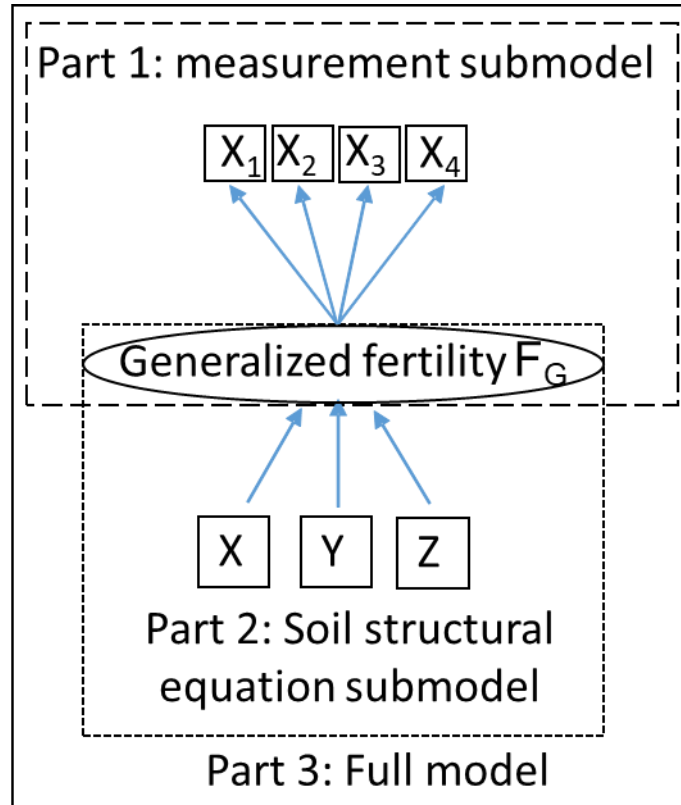 Part 1: measurement submodel
X₁ X₂ X₃ X₄
Generalized fertility F_G
X Y Z
Part 2: Soil structural
equation submodel
Part 3: Full model